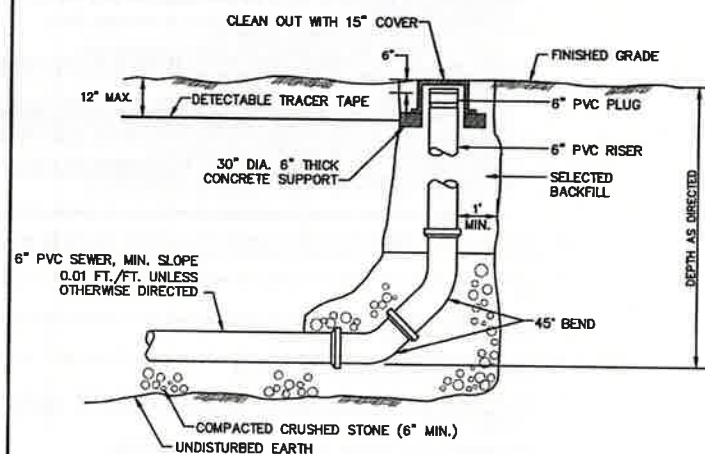 CLEAN OUT WITH 15" COVER
6"
FINISHED GRADE
12" MAX.
DETECTABLE TRACER TAPE
6" PVC PLUG
30" DIA. 6" THICK
CONCRETE SUPPORT
6" PVC RISER
SELECTED
BACKFILL
1'
MIN.
DEPTH AS DIRECTED
6" PVC SEWER, MIN. SLOPE
0.01 FT./FT. UNLESS
OTHERWISE DIRECTED
45° BEND
COMPACTED CRUSHED STONE (6" MIN.)
UNDISTURBED EARTH